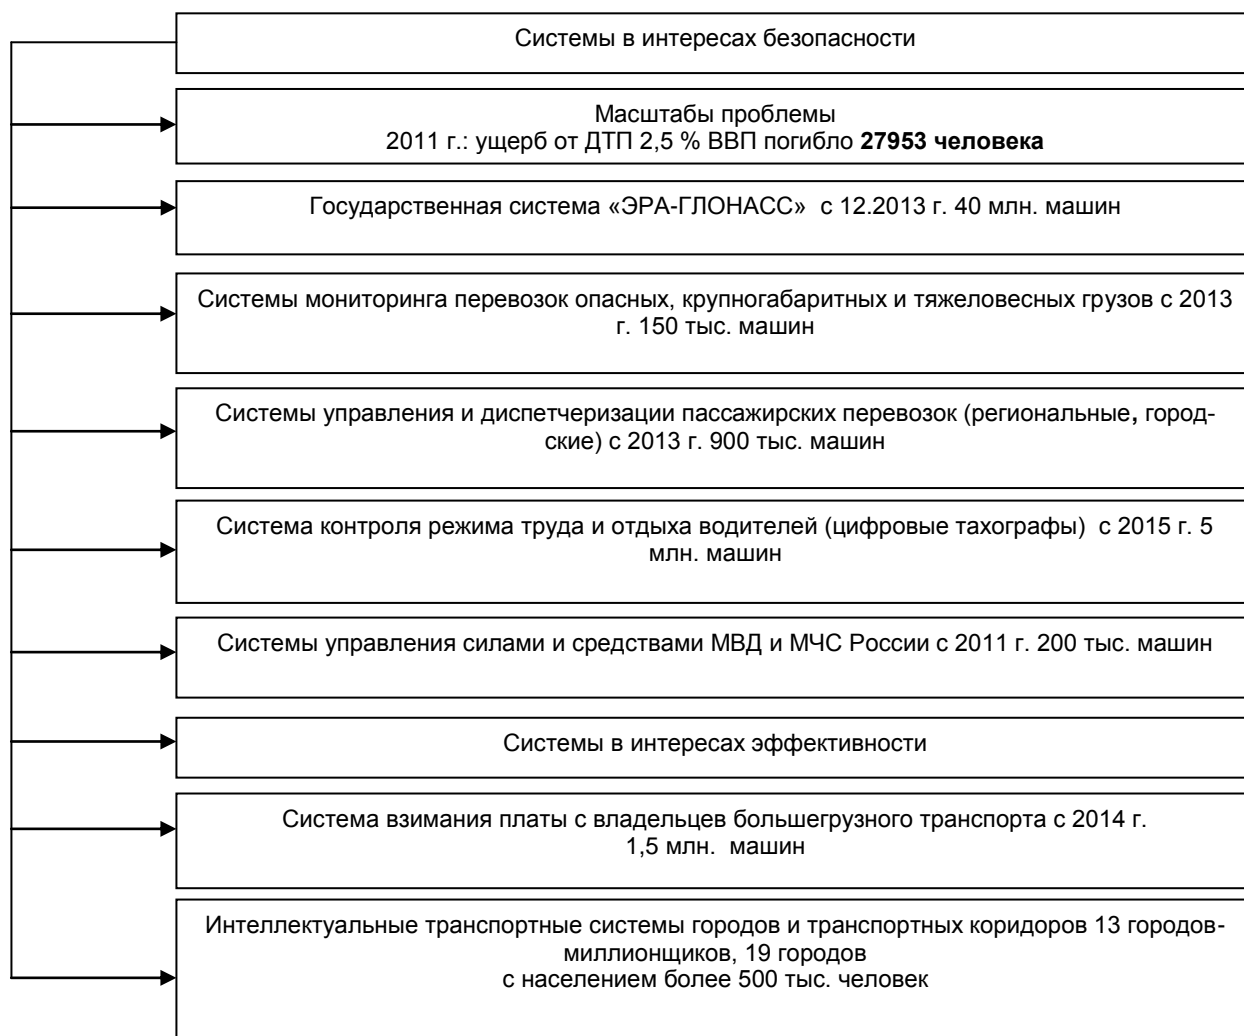 Системы в интересах безопасности
Масштабы проблемы
2011 г.: ущерб от ДТП 2,5 % ВВП погибло 27953 человека
Государственная система «ЭРА-ГЛОНАСС» с 12.2013 г. 40 млн. машин
Системы мониторинга перевозок опасных, крупногабаритных и тяжеловесных грузов с 2013
г. 150 тыс. машин
Системы управления и диспетчеризации пассажирских перевозок (региональные, город-
ские) с 2013 г. 900 тыс. машин
Система контроля режима труда и отдыха водителей (цифровые тахографы) с 2015 г. 5
млн. машин
Системы управления силами и средствами МВД и МЧС России с 2011 г. 200 тыс. машин
Системы в интересах эффективности
Система взимания платы с владельцев большегрузного транспорта с 2014 г.
1,5 млн. машин
Интеллектуальные транспортные системы городов и транспортных коридоров 13 городов-
миллионщиков, 19 городов
с населением более 500 тыс. человек